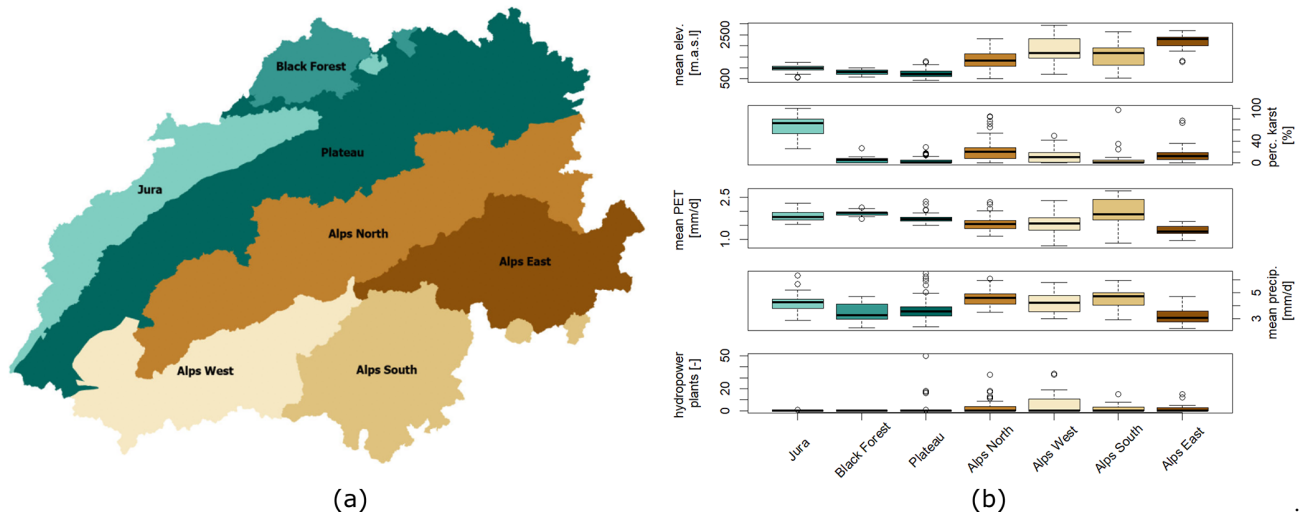 Black Forest
Plateau
Jura
Alps North
Alps East
Alps West
Alps South
(a)
mean elev.
[m.a.s.l]
2500
500
perc. karst
[%]
100
40
0
mean PET
[mm/d]
2.5
1.0
mean precip.
[mm/d]
5
3
hydropower
plants [-]
50
20
0
Jura
Black Forest
Plateau
Alps North
Alps West
Alps South
Alps East
(b)
.